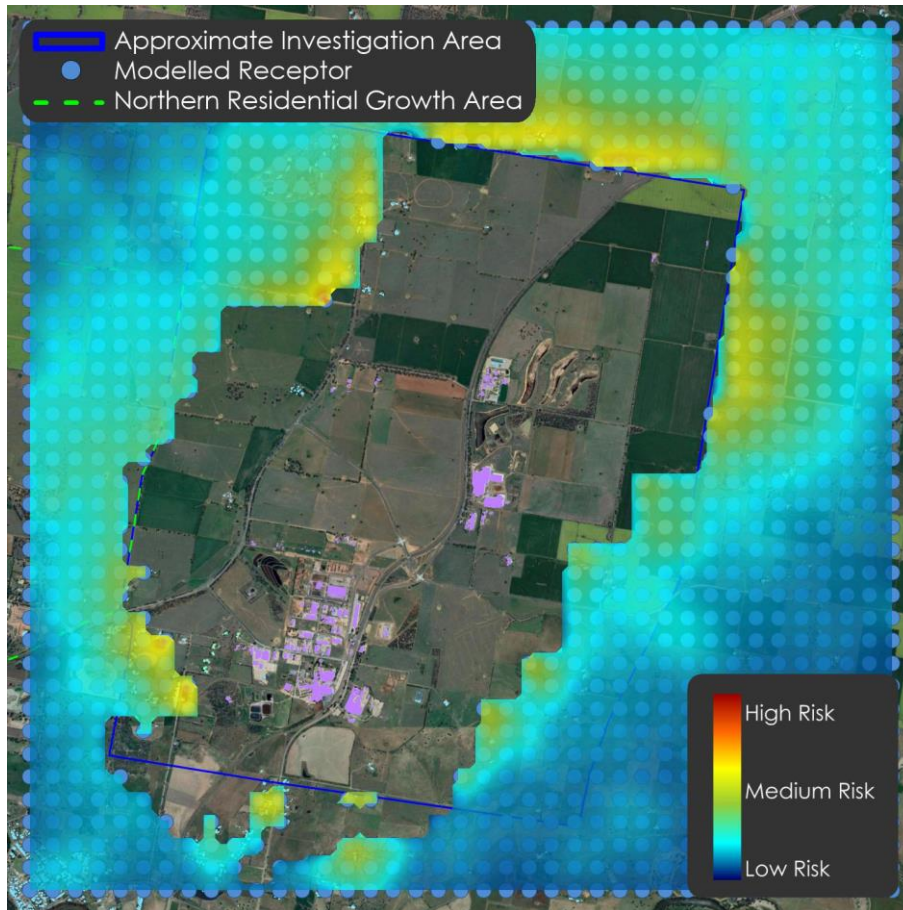 Approximate Investigation Area
Modelled Receptor
Northern Residential Growth Area
High Risk
Medium Risk
Low Risk